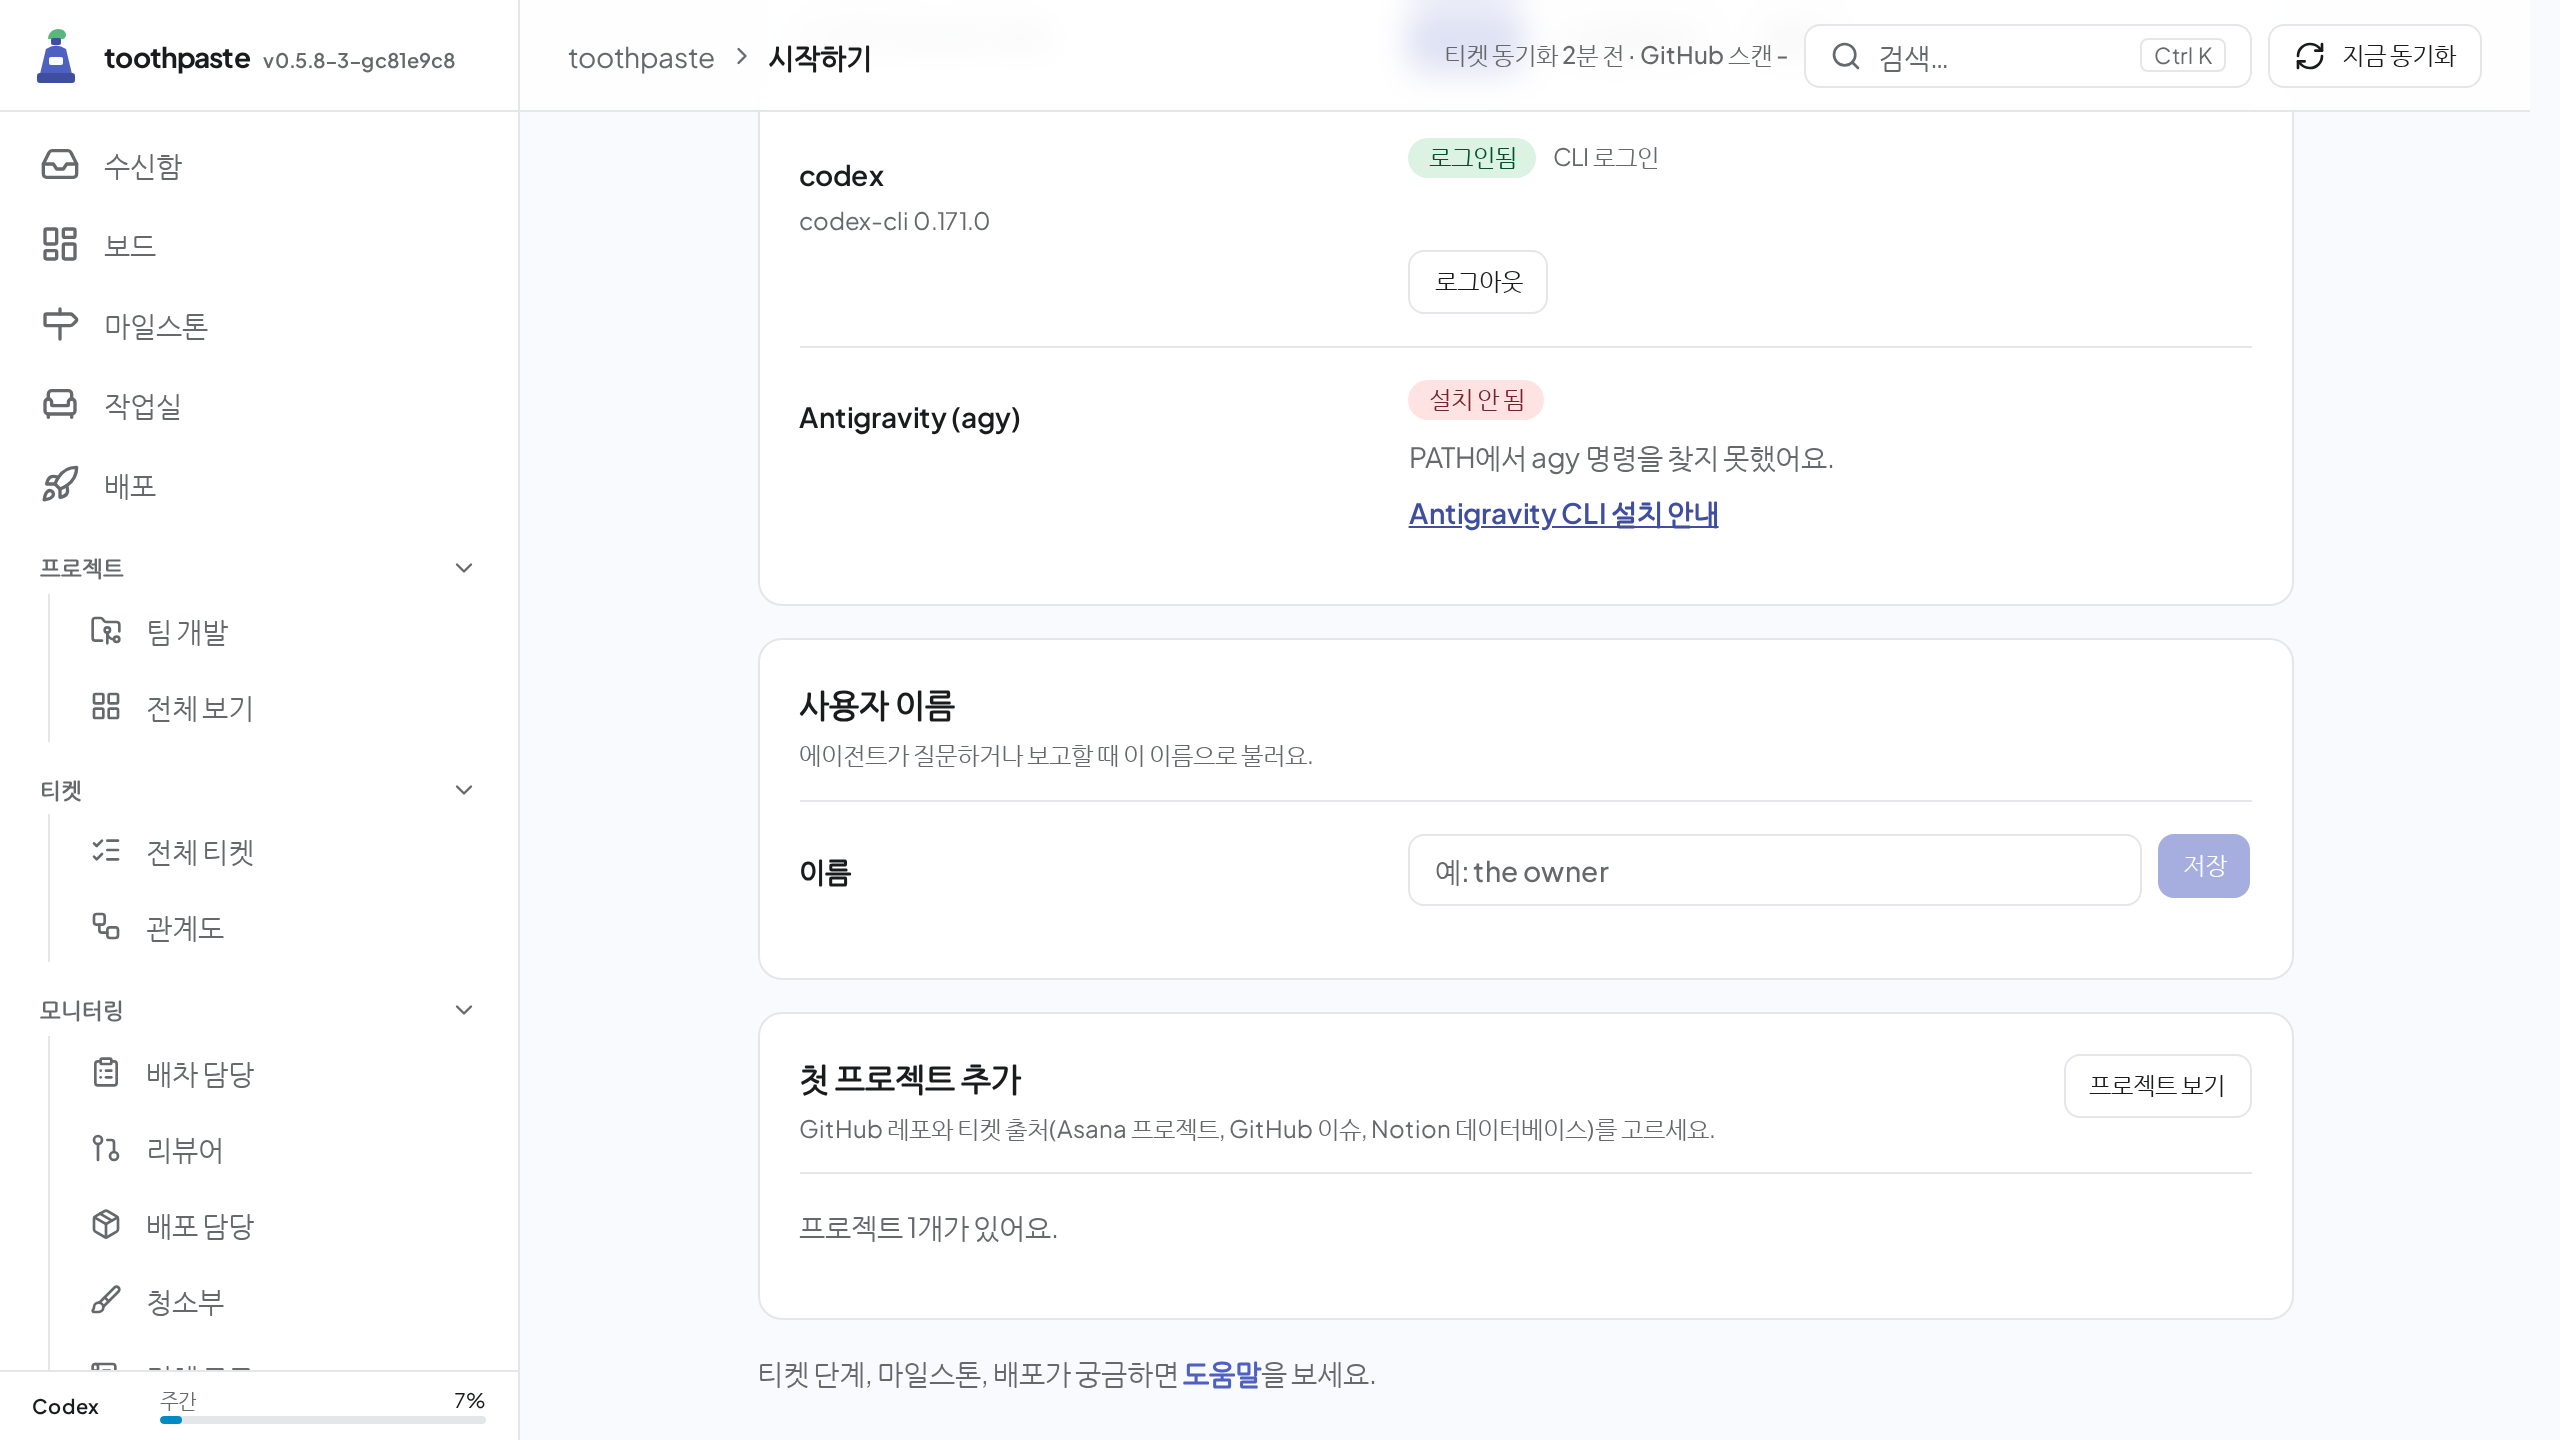 toothpaste v0.5.8-3-gc81e9c8
toothpaste > 시작하기
티켓 동기화 2분 전 · GitHub 스캔 -
검색...
Ctrl K
지금 동기화
수신함
보드
마일스톤
작업실
배포
프로젝트
팀 개발
전체 보기
티켓
전체 티켓
관계도
모니터링
배차 담당
리뷰어
배포 담당
청소부
Codex
주간
7%
codex
codex-cli 0.171.0
로그인됨
CLI 로그인
로그아웃
Antigravity (agy)
설치 안 됨
PATH에서 agy 명령을 찾지 못했어요.
Antigravity CLI 설치 안내
사용자 이름
에이전트가 질문하거나 보고할 때 이 이름으로 불러요.
이름
예: the owner
저장
첫 프로젝트 추가
GitHub 레포와 티켓 출처(Asana 프로젝트, GitHub 이슈, Notion 데이터베이스)를 고르세요.
프로젝트 보기
프로젝트 1개가 있어요.
티켓 단계, 마일스톤, 배포가 궁금하면 도움말을 보세요.